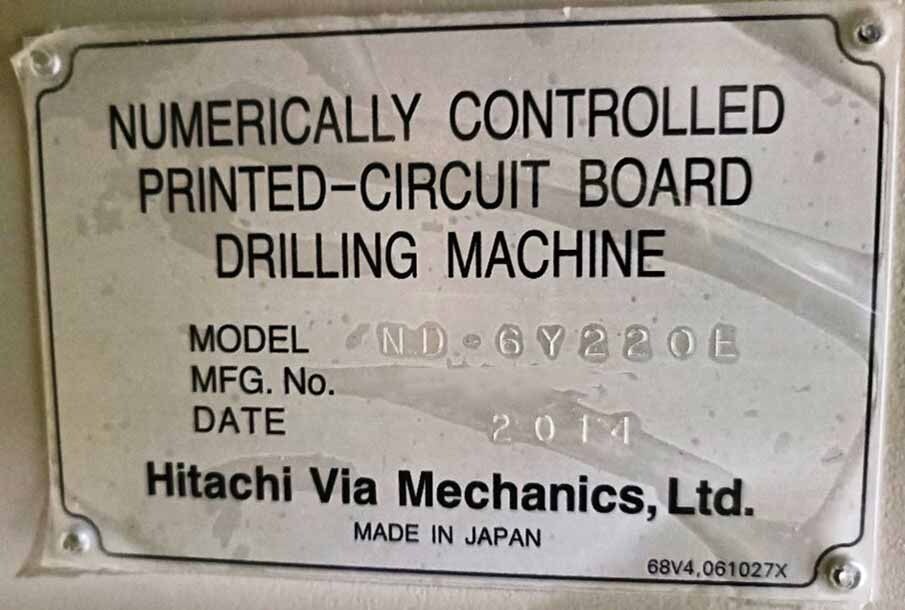 NUMERICALLY CONTROLLED
PRINTED-CIRCUIT BOARD
DRILLING MACHINE
MODEL ND-6Y220E
MFG. No.
DATE 2014
Hitachi Via Mechanics, Ltd.
MADE IN JAPAN
68V4,061027X